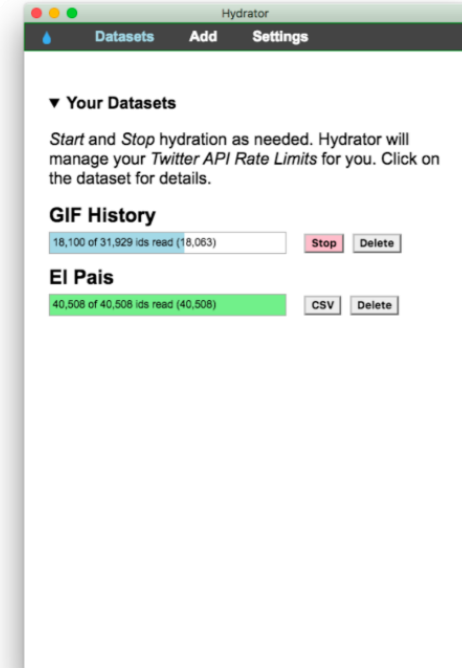 Hydrator
Datasets Add Settings
▼ Your Datasets
Start and Stop hydration as needed. Hydrator will
manage your Twitter API Rate Limits for you. Click on
the dataset for details.
GIF History
18,100 of 31,929 ids read (18,063) Stop Delete
El Pais
40,508 of 40,508 ids read (40,508) CSV Delete